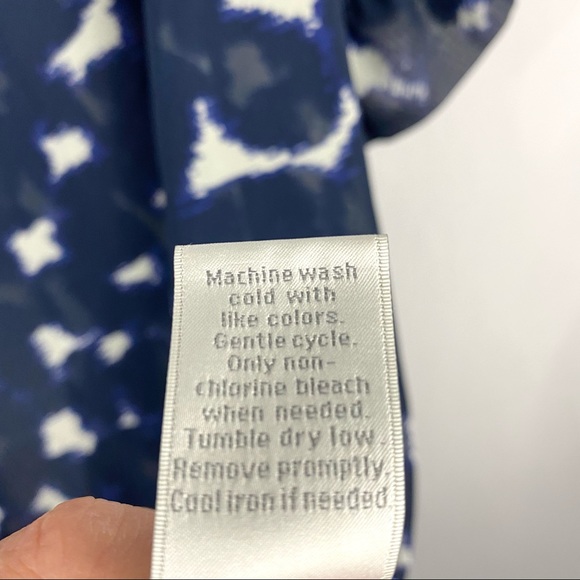 Machine wash
cold with
like colors.
Gentle cycle.
Only non-
chlorine bleach
when needed.
Tumble dry low.
Remove promptly.
Cool iron if needed